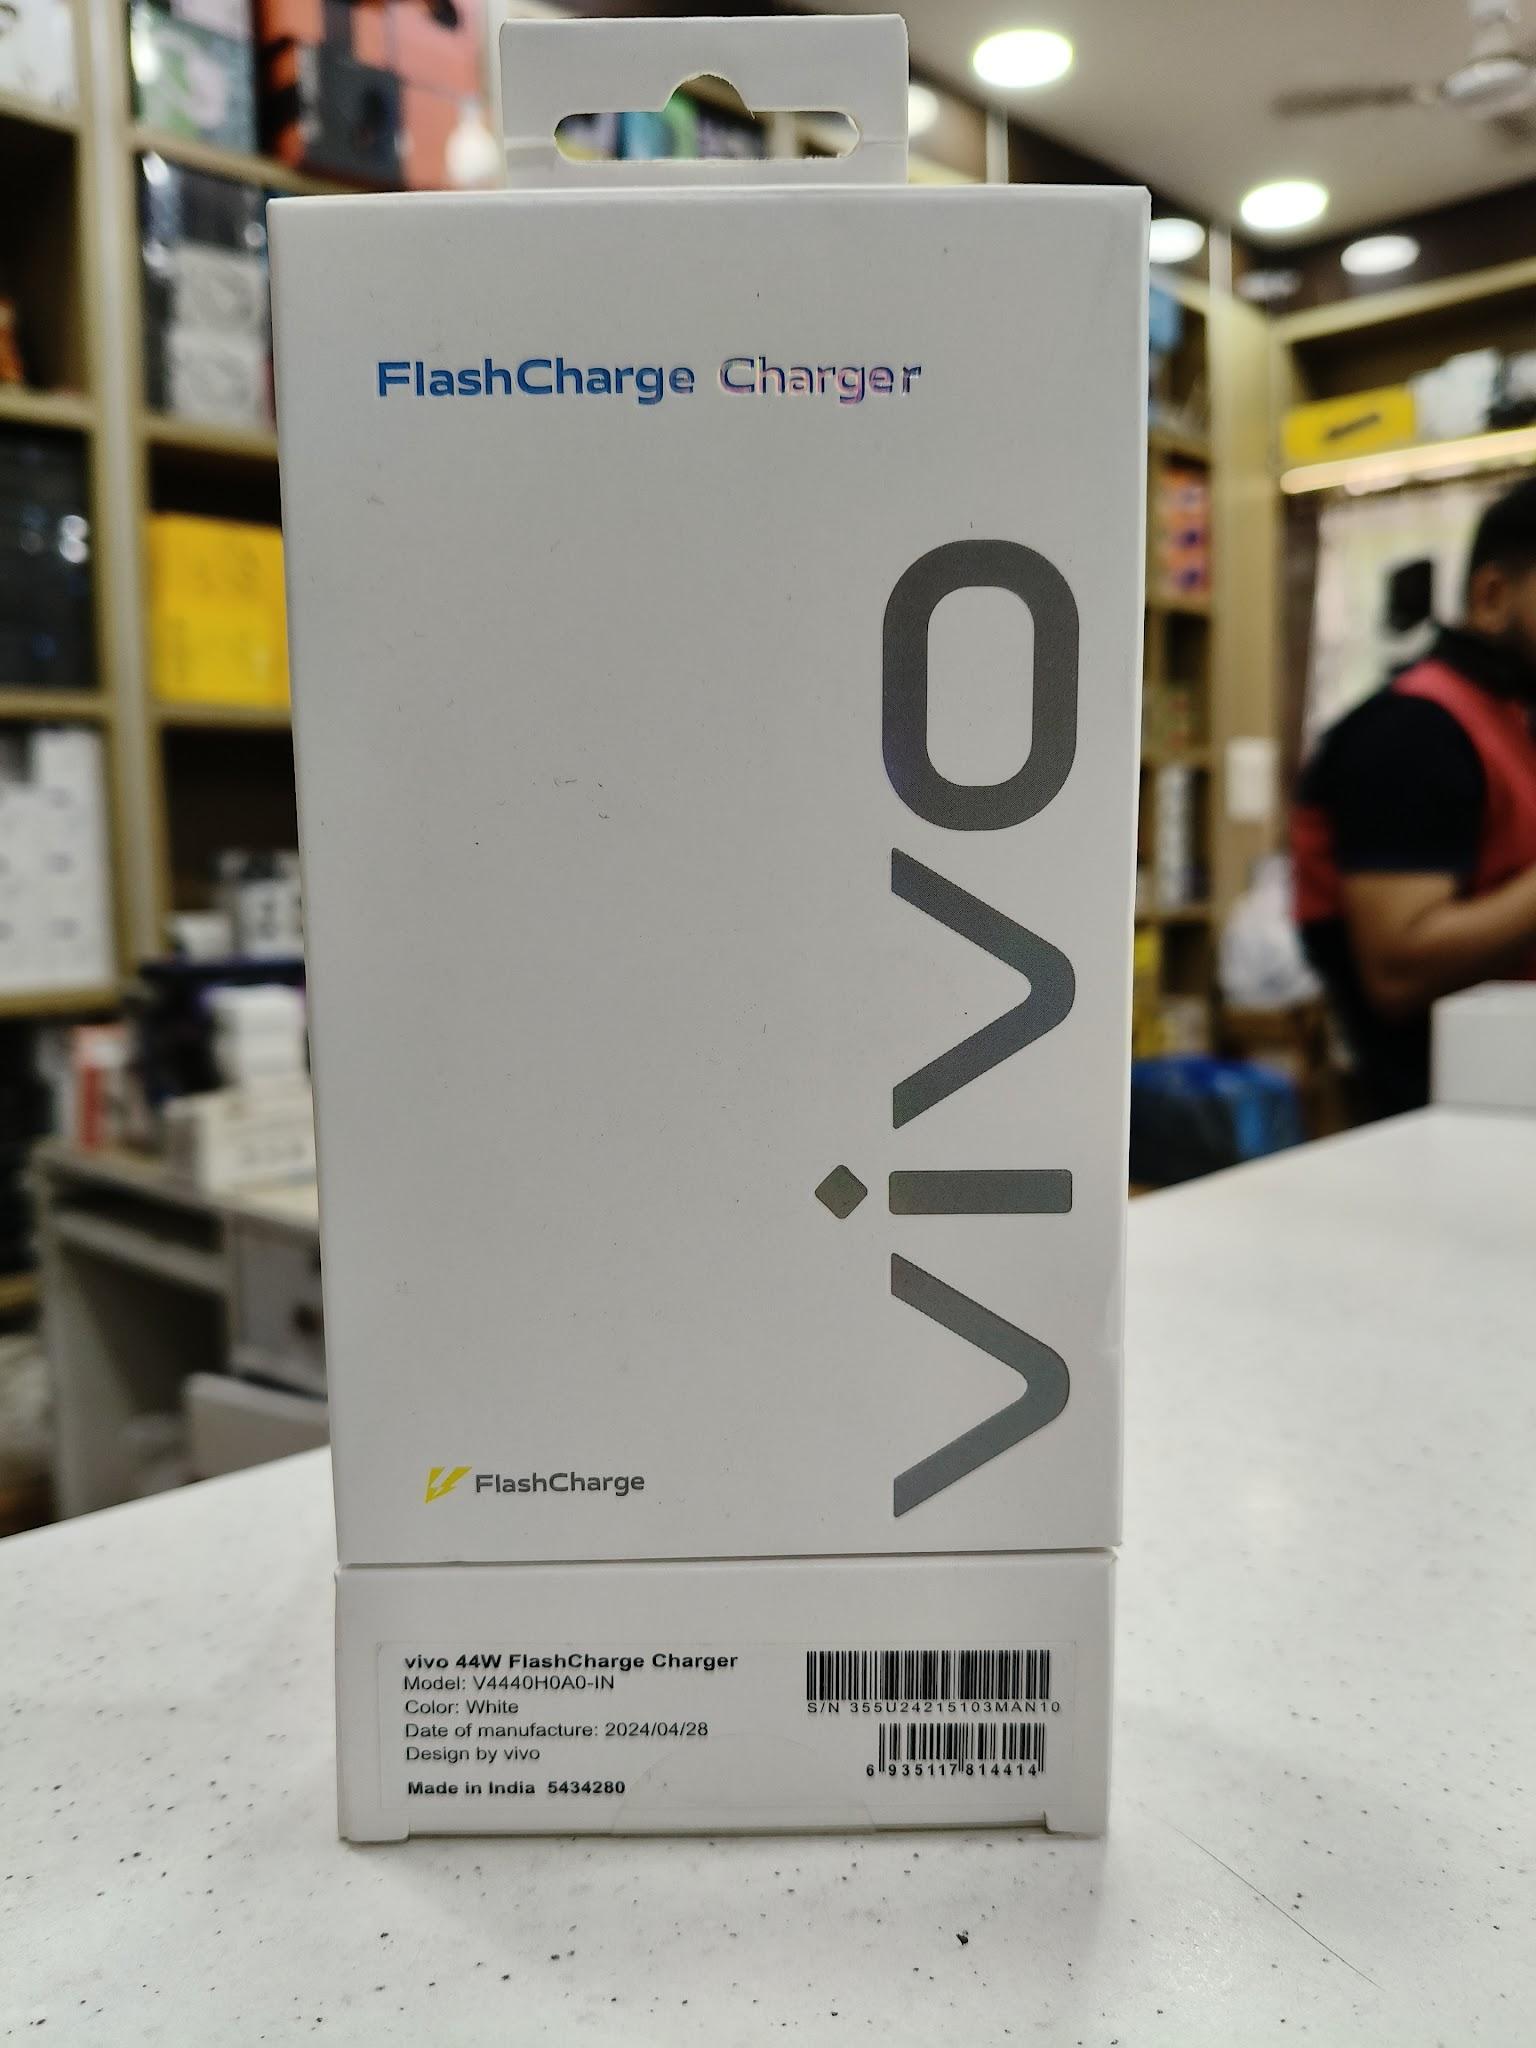 FlashCharge Charger
vivo
FlashCharge
vivo 44W FlashCharge Charger
Model: V4440H0A0-IN
Color: White
Date of manufacture: 2024/04/28
Design by vivo
Made in India 5434280
S/N 355U24215103MAN10
6 935117 814414